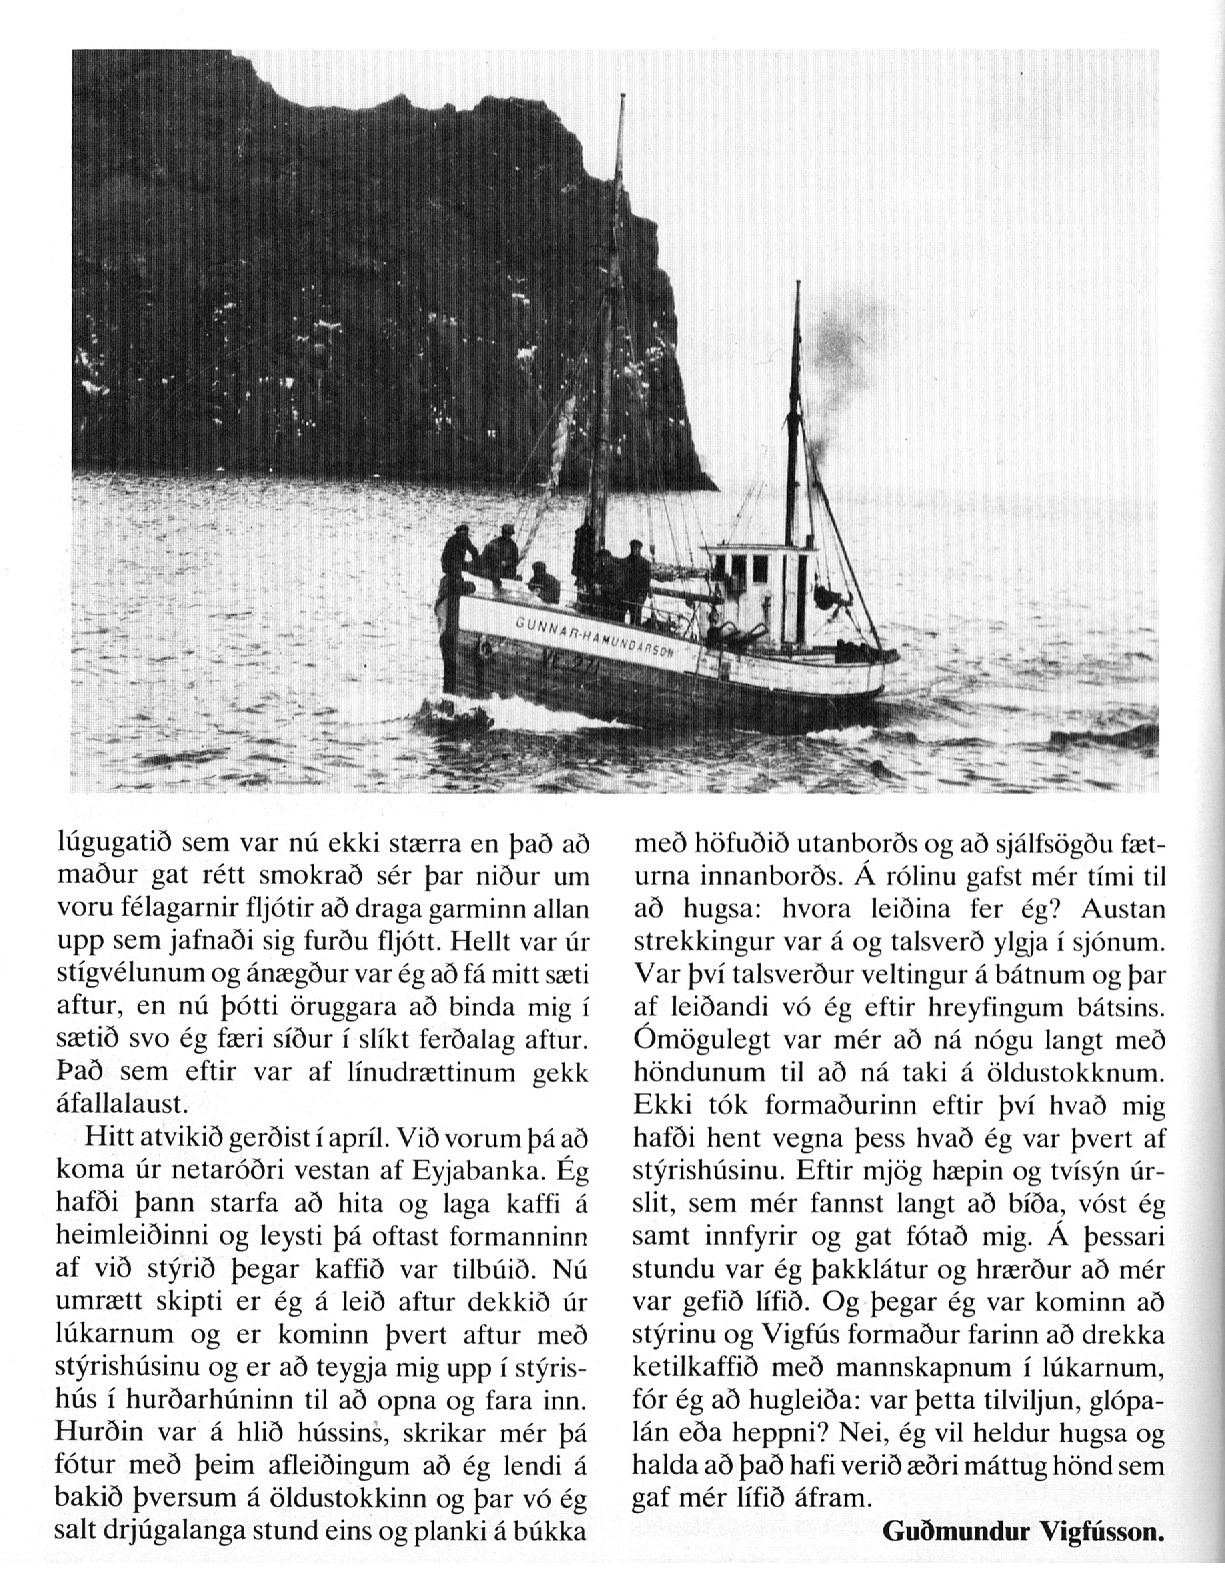 GUNNAR-HAMUNDARSON
VE 271
lúgugatið sem var nú ekki stærra en það að
maður gat rétt smokrað sér þar niður um
voru félagarnir fljótir að draga garminn allan
upp sem jafnaði sig furðu fljótt. Hellt var úr
stígvélunum og ánægður var ég að fá mitt sæti
aftur, en nú þótti öruggara að binda mig í
sætið svo ég færi síður í slíkt ferðalag aftur.
Það sem eftir var af línudrættinum gekk
áfallalaust.
Hitt atvikið gerðist í apríl. Við vorum þá að
koma úr netaróðri vestan af Eyjabanka. Ég
hafði þann starfa að hita og laga kaffi á
heimleiðinni og leysti þá oftast formanninn
af við stýrið þegar kaffið var tilbúið. Nú
umrætt skipti er ég á leið aftur dekkið úr
lúkarnum og er kominn þvert aftur með
stýrishúsinu og er að teygja mig upp í stýris-
hús í hurðarhúninn til að opna og fara inn.
Hurðin var á hlið hússins, skrikar mér þá
fótur með þeim afleiðingum að ég lendi á
bakið þversum á öldustokkinn og þar vó ég
salt drjúgalanga stund eins og planki á búkka
með höfuðið utanborðs og að sjálfsögðu fæt-
urna innanborðs. Á rólinu gafst mér tími til
að hugsa: hvora leiðina fer ég? Austan
strekkingur var á og talsverð ylgja í sjónum.
Var því talsverður veltingur á bátnum og þar
af leiðandi vó ég eftir hreyfingum bátsins.
Ómögulegt var mér að ná nógu langt með
höndunum til að ná taki á öldustokknum.
Ekki tók formaðurinn eftir því hvað mig
hafði hent vegna þess hvað ég var þvert af
stýrishúsinu. Eftir mjög hæpin og tvísýn úr-
slit, sem mér fannst langt að bíða, vóst ég
samt innfyrir og gat fótað mig. Á þessari
stundu var ég þakklátur og hrærður að mér
var gefið lífið. Og þegar ég var kominn að
stýrinu og Vigfús formaður farinn að drekka
ketilkaffið með mannskapnum í lúkarnum,
fór ég að hugleiða: var þetta tilviljun, glópa-
lán eða heppni? Nei, ég vil heldur hugsa og
halda að það hafi verið æðri máttug hönd sem
gaf mér lífið áfram.
Guðmundur Vigfússon.